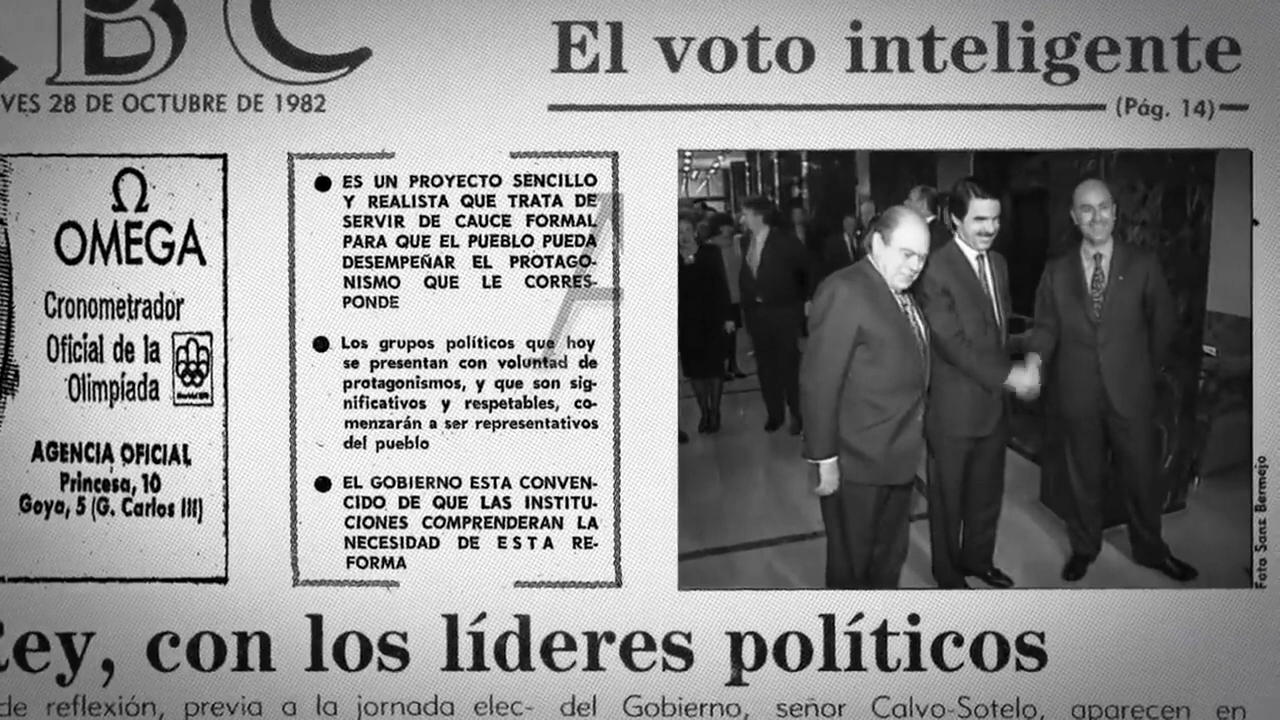 BC
VES 28 DE OCTUBRE DE 1982
El voto inteligente
(Pág. 14)
Ω
OMEGA
Cronometrador
Oficial de la
Olimpíada
AGENCIA OFICIAL
Princesa, 10
Goya, 5 (G. Carlos III)
● ES UN PROYECTO SENCILLO
Y REALISTA QUE TRATA DE
SERVIR DE CAUCE FORMAL
PARA QUE EL PUEBLO PUEDA
DESEMPEÑAR EL PROTAGO-
NISMO QUE LE CORRES-
PONDE
● Los grupos políticos que hoy
se presentan con voluntad de
protagonismos, y que son sig-
nificativos y respetables, co-
menzarán a ser representativos
del pueblo
● EL GOBIERNO ESTA CONVEN-
CIDO DE QUE LAS INSTITU-
CIONES COMPRENDERAN LA
NECESIDAD DE ESTA RE-
FORMA
Foto Sanz Bermejo
Rey, con los líderes políticos
de reflexión, previa a la jornada elec-
del Gobierno, señor Calvo-Sotelo, aparecen en